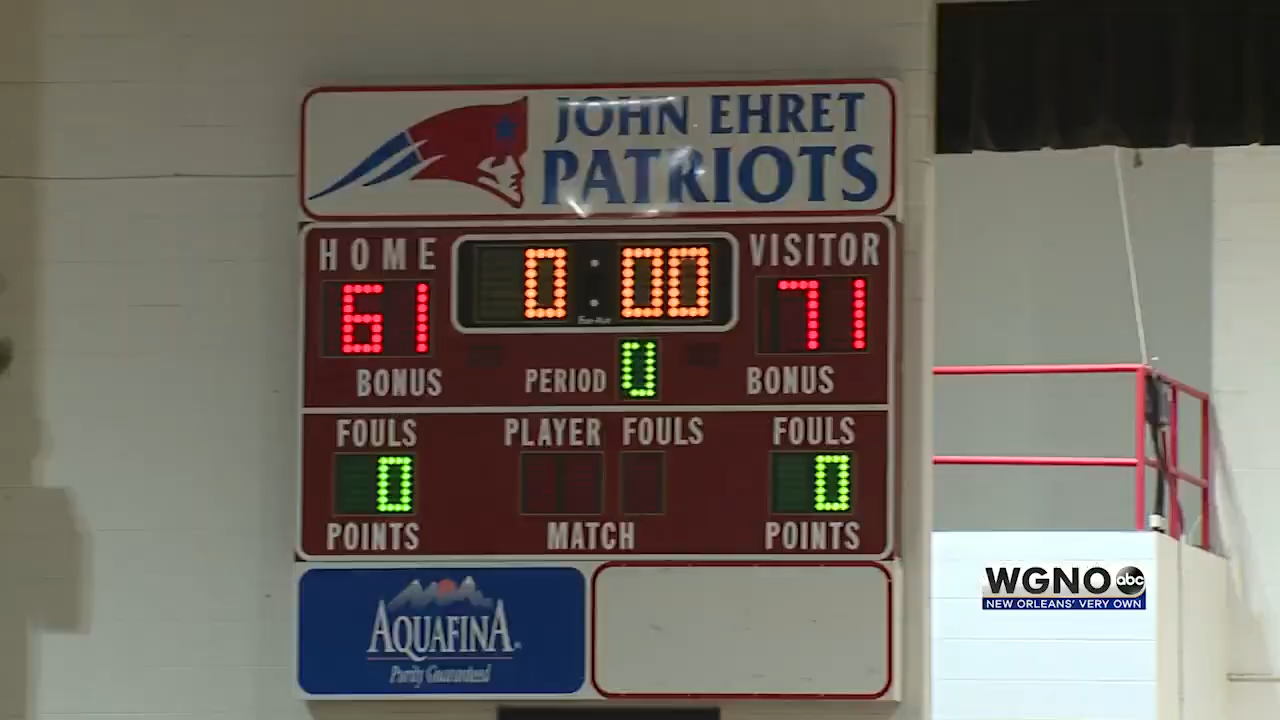 JOHN EHRET
PATRIOTS
HOME 0:00 VISITOR
61 71
BONUS PERIOD 0 BONUS
FOULS PLAYER FOULS FOULS
0 0
POINTS MATCH POINTS
AQUAFINA
Purity Guaranteed
WGNO abc
NEW ORLEANS' VERY OWN